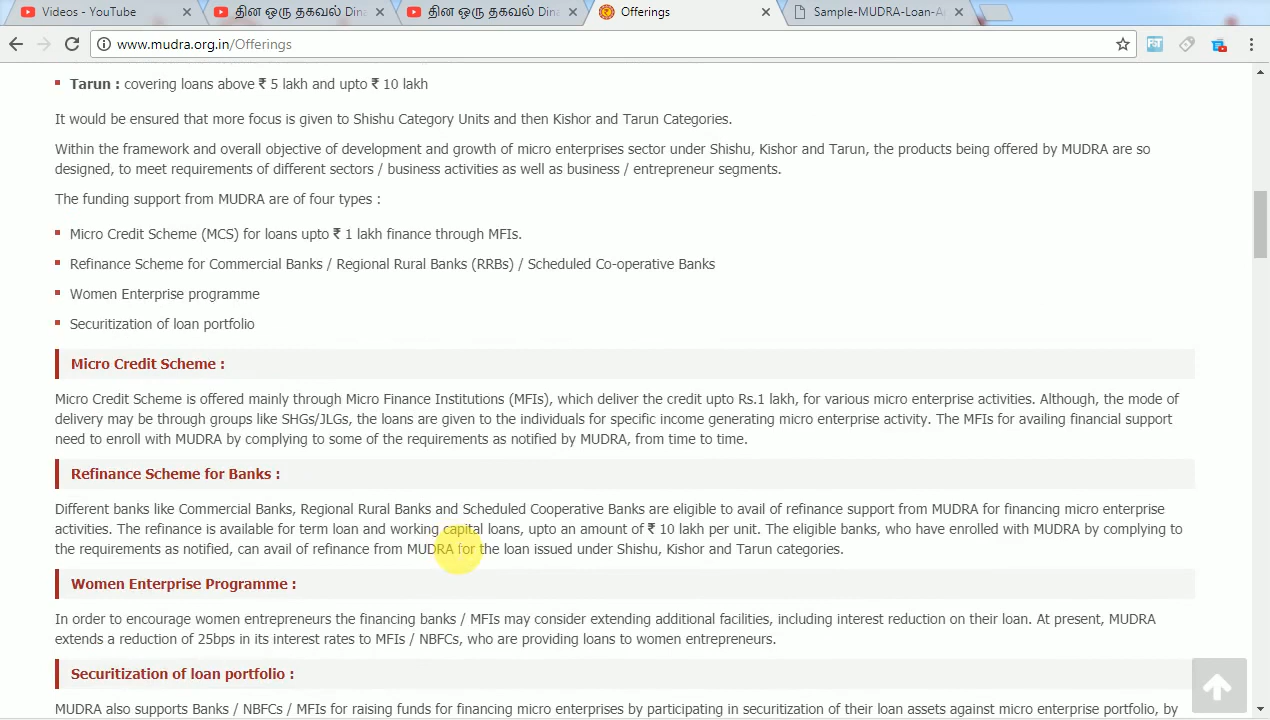 Videos - YouTube
தின ஒரு தகவல் Dina
தின ஒரு தகவல் Dina
Offerings
Sample-MUDRA-Loan-A
www.mudra.org.in/Offerings
Tarun : covering loans above ₹ 5 lakh and upto ₹ 10 lakh
It would be ensured that more focus is given to Shishu Category Units and then Kishor and Tarun Categories.
Within the framework and overall objective of development and growth of micro enterprises sector under Shishu, Kishor and Tarun, the products being offered by MUDRA are so
designed, to meet requirements of different sectors / business activities as well as business / entrepreneur segments.
The funding support from MUDRA are of four types :
Micro Credit Scheme (MCS) for loans upto ₹ 1 lakh finance through MFIs.
Refinance Scheme for Commercial Banks / Regional Rural Banks (RRBs) / Scheduled Co-operative Banks
Women Enterprise programme
Securitization of loan portfolio
Micro Credit Scheme :
Micro Credit Scheme is offered mainly through Micro Finance Institutions (MFIs), which deliver the credit upto Rs.1 lakh, for various micro enterprise activities. Although, the mode of
delivery may be through groups like SHGs/JLGs, the loans are given to the individuals for specific income generating micro enterprise activity. The MFIs for availing financial support
need to enroll with MUDRA by complying to some of the requirements as notified by MUDRA, from time to time.
Refinance Scheme for Banks :
Different banks like Commercial Banks, Regional Rural Banks and Scheduled Cooperative Banks are eligible to avail of refinance support from MUDRA for financing micro enterprise
activities. The refinance is available for term loan and working capital loans, upto an amount of ₹ 10 lakh per unit. The eligible banks, who have enrolled with MUDRA by complying to
the requirements as notified, can avail of refinance from MUDRA for the loan issued under Shishu, Kishor and Tarun categories.
Women Enterprise Programme :
In order to encourage women entrepreneurs the financing banks / MFIs may consider extending additional facilities, including interest reduction on their loan. At present, MUDRA
extends a reduction of 25bps in its interest rates to MFIs / NBFCs, who are providing loans to women entrepreneurs.
Securitization of loan portfolio :
MUDRA also supports Banks / NBFCs / MFIs for raising funds for financing micro enterprises by participating in securitization of their loan assets against micro enterprise portfolio, by